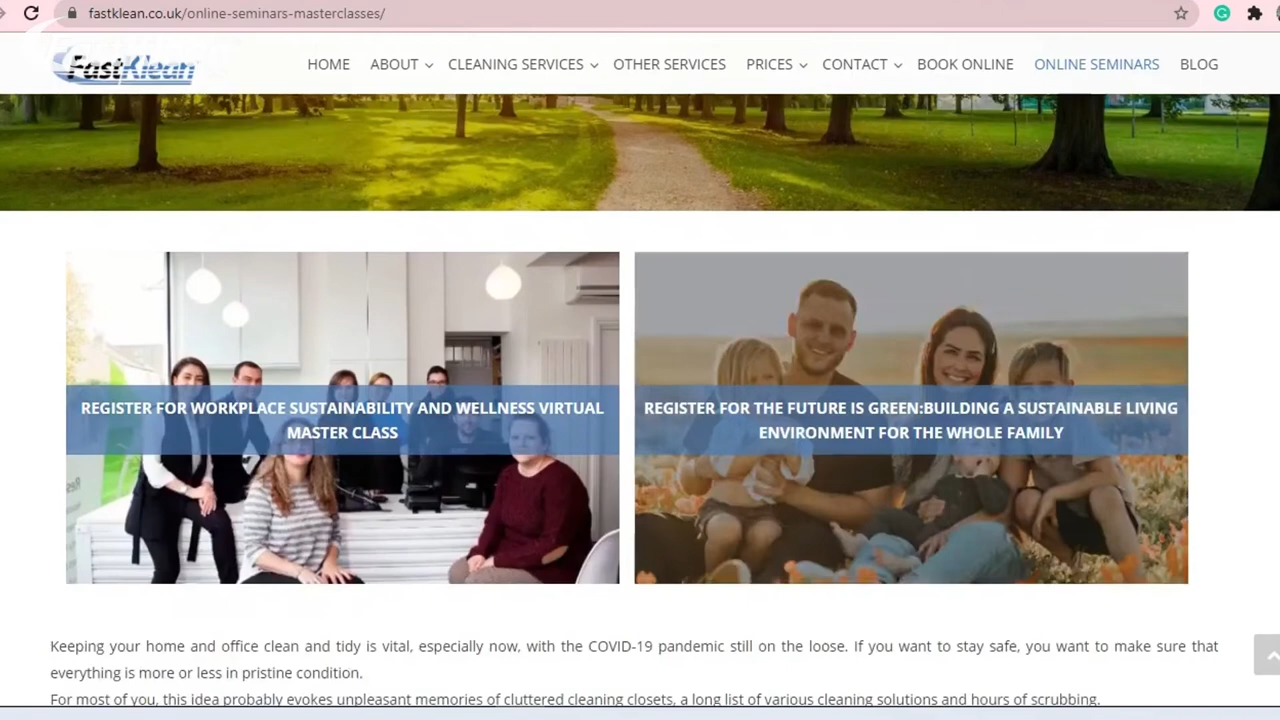 fastklean.co.uk/online-seminars-masterclasses/
FastKlean
HOME ABOUT CLEANING SERVICES OTHER SERVICES PRICES CONTACT BOOK ONLINE ONLINE SEMINARS BLOG
REGISTER FOR WORKPLACE SUSTAINABILITY AND WELLNESS VIRTUAL
MASTER CLASS
REGISTER FOR THE FUTURE IS GREEN:BUILDING A SUSTAINABLE LIVING
ENVIRONMENT FOR THE WHOLE FAMILY
Keeping your home and office clean and tidy is vital, especially now, with the COVID-19 pandemic still on the loose. If you want to stay safe, you want to make sure that
everything is more or less in pristine condition.
For most of you, this idea probably evokes unpleasant memories of cluttered cleaning closets, a long list of various cleaning solutions and hours of scrubbing.